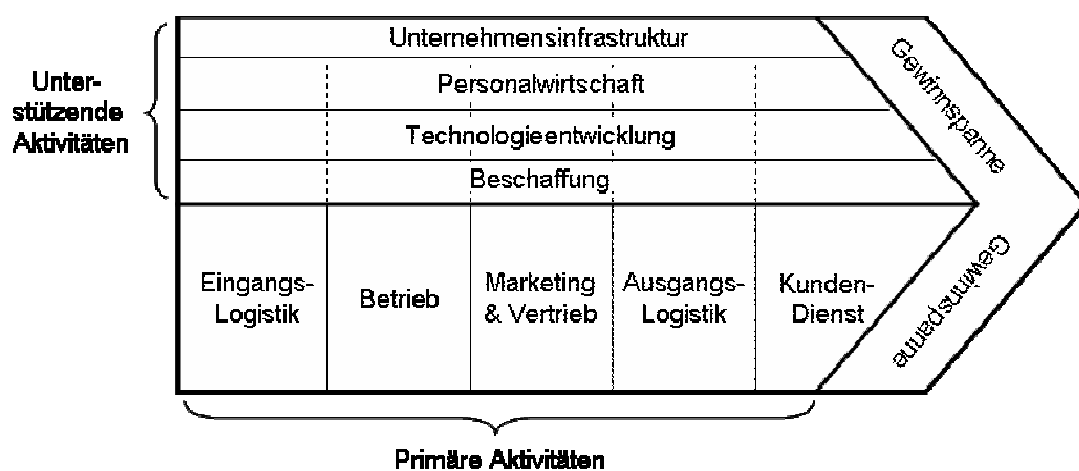 Unternehmensinfrastruktur
Personalwirtschaft
Technologieentwicklung
Beschaffung
Unter-
stützende
Aktivitäten
Gewinnspanne
Gewinnspanne
Eingangs-
Logistik
Betrieb
Marketing
& Vertrieb
Ausgangs-
Logistik
Kunden-
Dienst
Primäre Aktivitäten